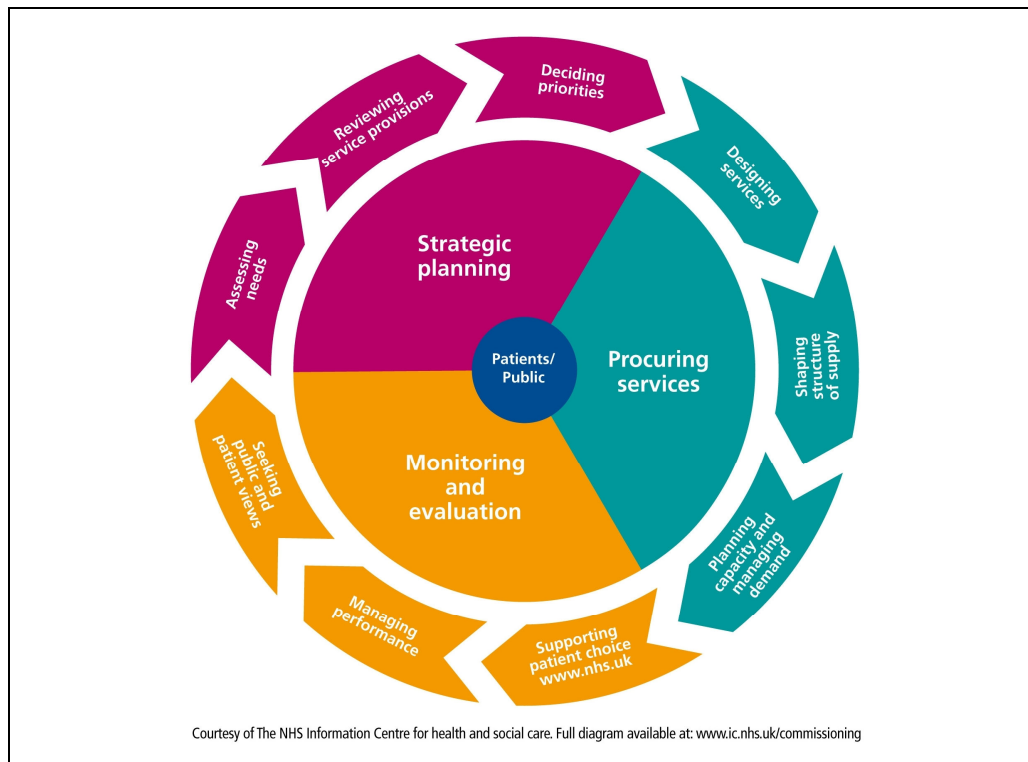 Deciding
priorities
Reviewing
service provisions
Designing
services
Assessing
needs
Strategic
planning
Shaping
structure
of supply
Patients/
Public
Procuring
services
Seeking
public and
patient views
Monitoring
and
evaluation
Planning
capacity and
managing
demand
Managing
performance
Supporting
patient choice
www.nhs.uk
Courtesy of The NHS Information Centre for health and social care. Full diagram available at: www.ic.nhs.uk/commissioning